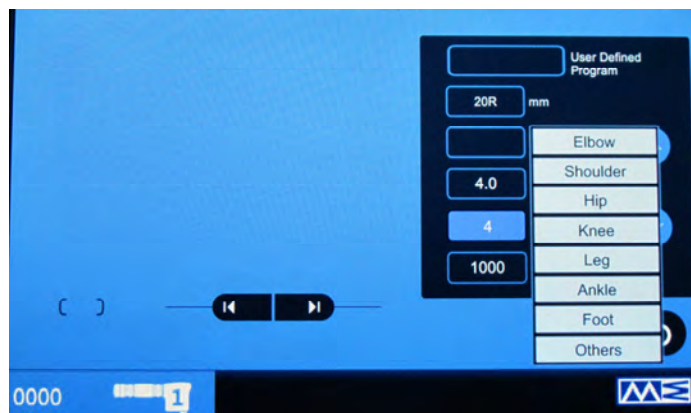 User Defined
Program
20R mm
Elbow
Shoulder
4.0
Hip
4
Knee
1000
Leg
Ankle
Foot
Others
0000
1